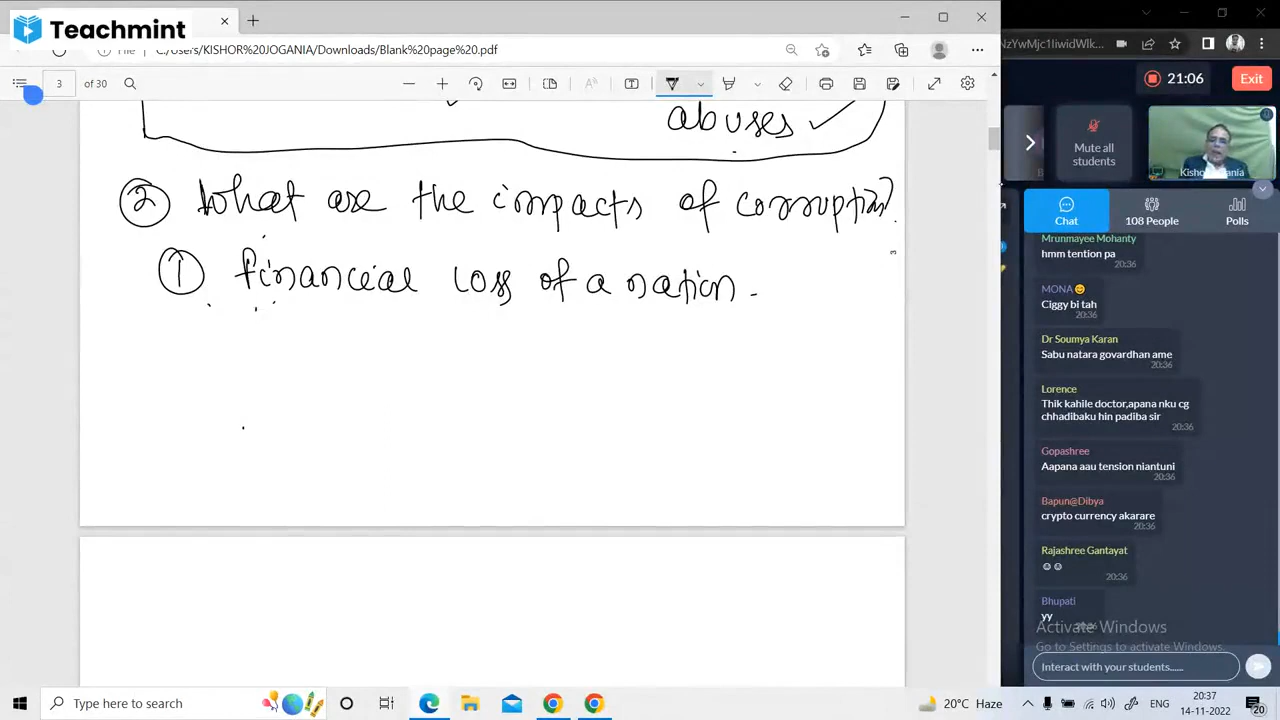 Teachmint
File
C:/Users/KISHOR%20JOGANIA/Downloads/Blank%20page%20.pdf
3 of 30
abuses
② What are the impacts of corruption?
① financial loss of a nation.
3
zYwMjc1IiwidWlk...
21:06
Exit
Mute all
students
Chat
108 People
Polls
Mrunmayee Mohanty
hmm tention pa
20:36
MONA
Ciggy bi tah
20:36
Dr Soumya Karan
Sabu natara govardhan ame
20:36
Lorence
Thik kahile doctor,apana nku cg
chhadibaku hin padiba sir
20:36
Gopashree
Aapana aau tension niantuni
20:36
Bapun@Dibya
crypto currency akarare
20:36
Rajashree Gantayat
20:36
Bhupati
yy
20:36
Activate Windows
Go to Settings to activate Windows.
Interact with your students......
Type here to search
20°C Haze
ENG
20:37
14-11-2022
20